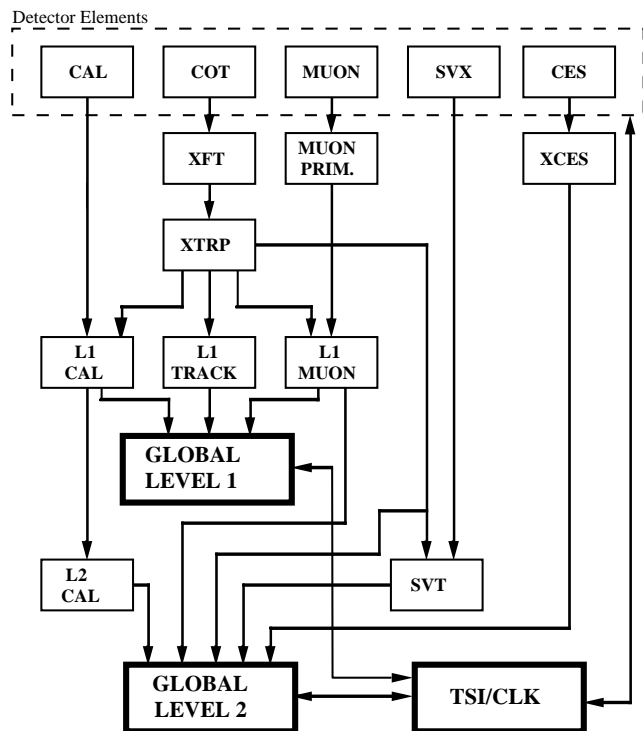 Detector Elements
CAL
COT
MUON
SVX
CES
XFT
MUON
PRIM.
XCES
XTRP
L1
CAL
L1
TRACK
L1
MUON
GLOBAL
LEVEL 1
L2
CAL
SVT
GLOBAL
LEVEL 2
TSI/CLK